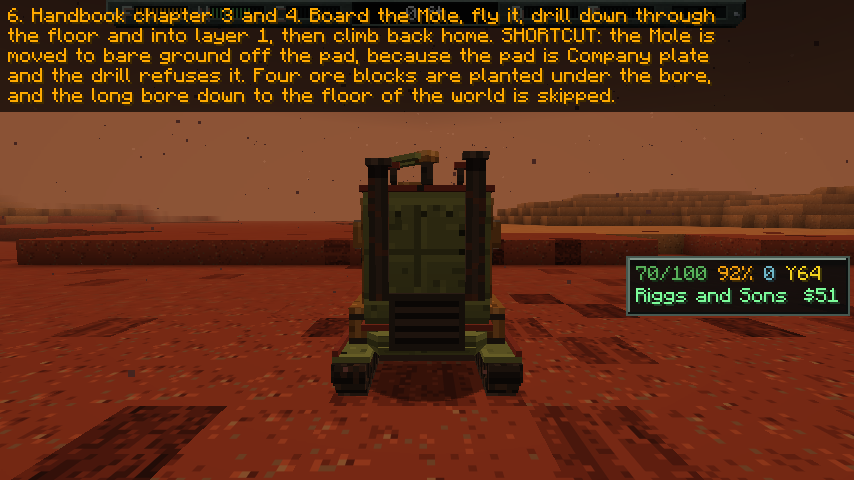 6. Handbook chapter 3 and 4. Board the Mole, fly it, drill down through
the floor and into layer 1, then climb back home. SHORTCUT: the Mole is
moved to bare ground off the pad, because the pad is Company plate
and the drill refuses it. Four ore blocks are planted under the bore,
and the long bore down to the floor of the world is skipped.
70/100 92% 0 Y64
Riggs and Sons $51